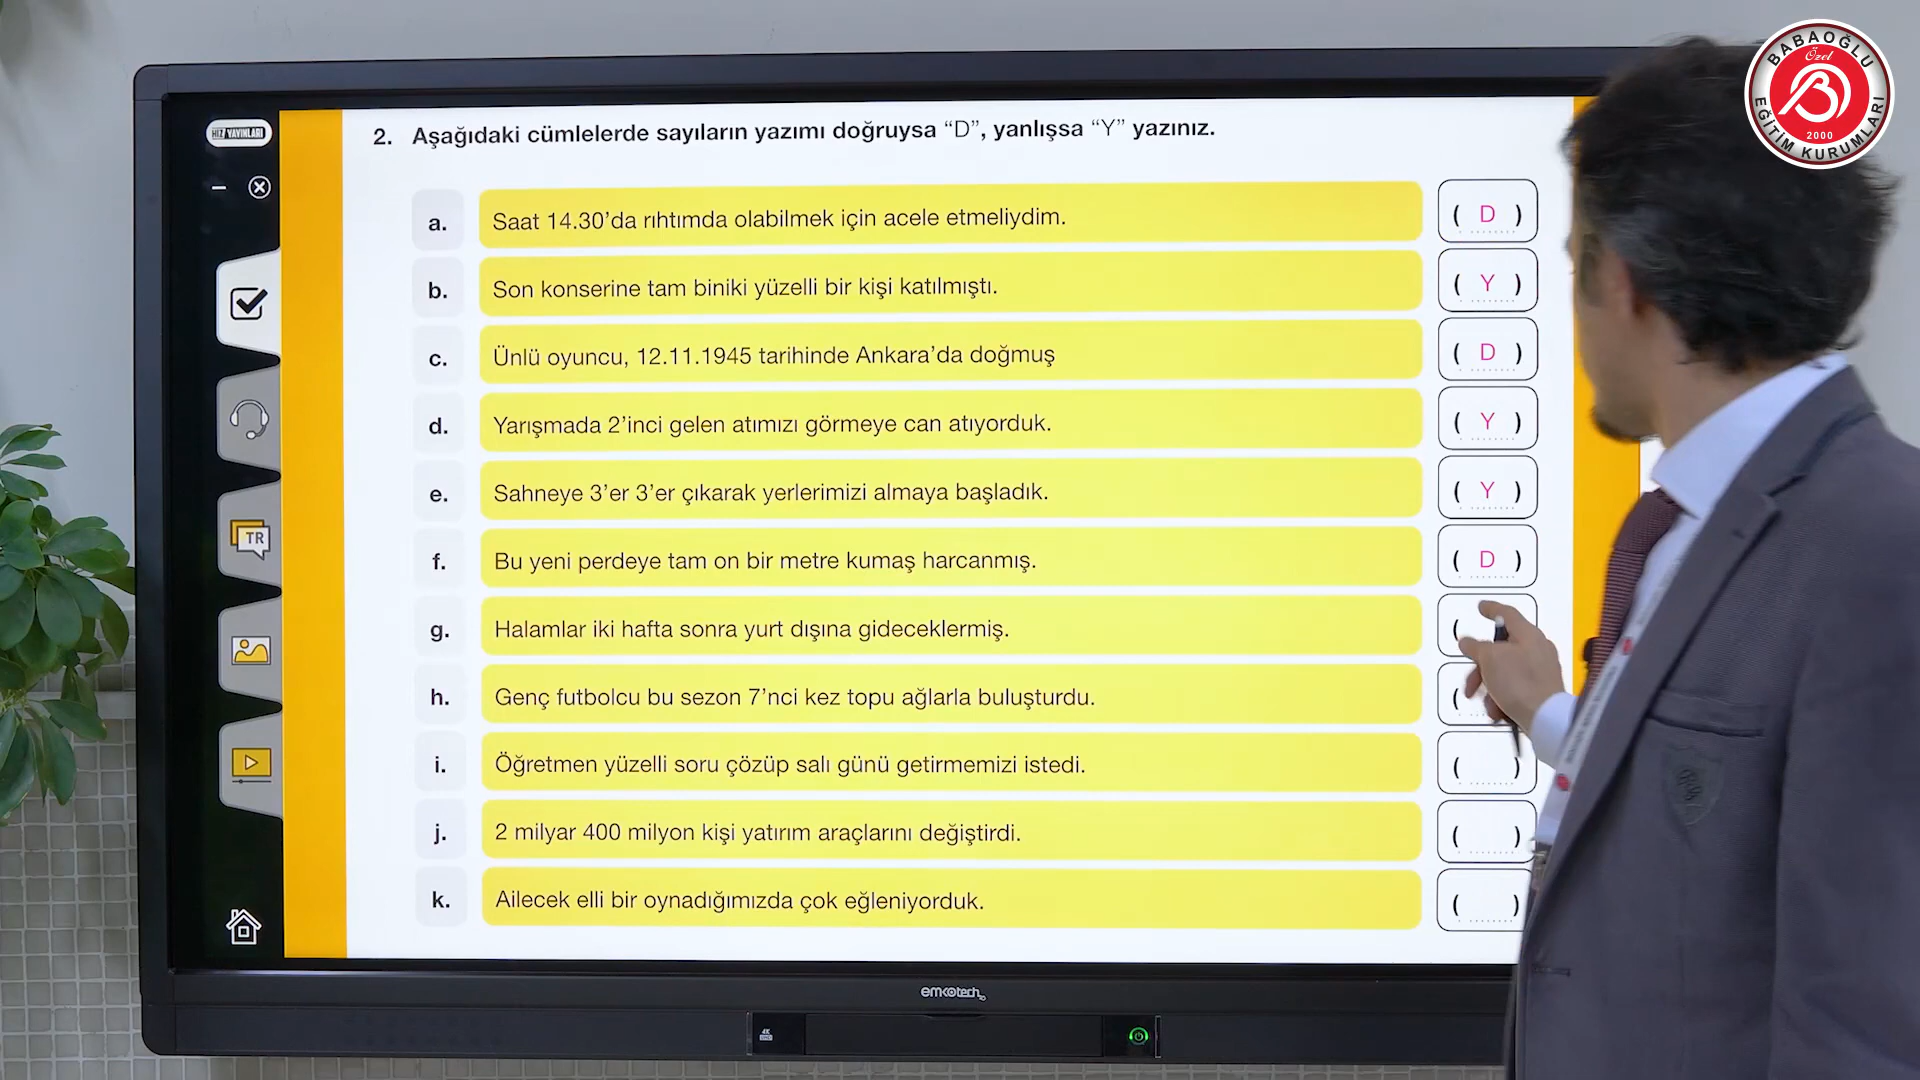 BABAOĞLU
Özel
B
2000
EĞİTİM KURUMLARI
HIZ YAYINLARI
2. Aşağıdaki cümlelerde sayıların yazımı doğruysa “D”, yanlışsa “Y” yazınız.
a. Saat 14.30’da rıhtımda olabilmek için acele etmeliydim. ( D )
b. Son konserine tam biniki yüzelli bir kişi katılmıştı. ( Y )
c. Ünlü oyuncu, 12.11.1945 tarihinde Ankara’da doğmuş ( D )
d. Yarışmada 2’inci gelen atımızı görmeye can atıyorduk. ( Y )
e. Sahneye 3’er 3’er çıkarak yerlerimizi almaya başladık. ( Y )
f. Bu yeni perdeye tam on bir metre kumaş harcanmış. ( D )
g. Halamlar iki hafta sonra yurt dışına gideceklermiş. (
h. Genç futbolcu bu sezon 7’nci kez topu ağlarla buluşturdu. (
i. Öğretmen yüzelli soru çözüp salı günü getirmemizi istedi. ( )
j. 2 milyar 400 milyon kişi yatırım araçlarını değiştirdi. ( )
k. Ailecek elli bir oynadığımızda çok eğleniyorduk. ( )
TR
emkotech
4K